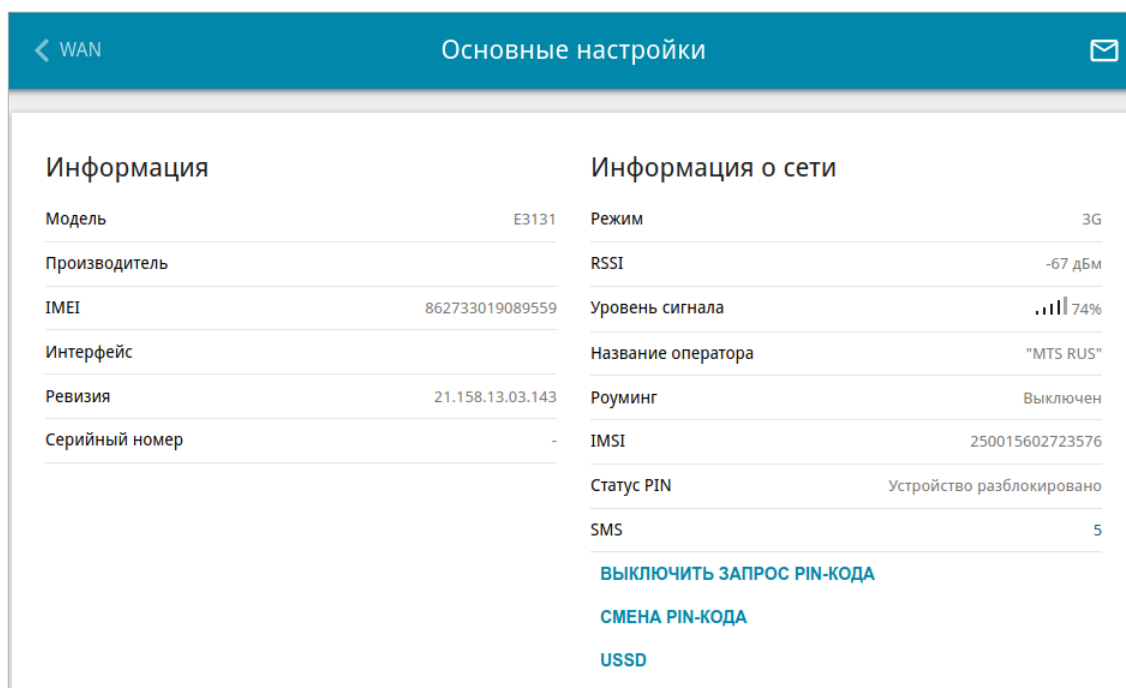 WAN
Основные настройки
Информация
Модель E3131
Производитель
IMEI 862733019089559
Интерфейс
Ревизия 21.158.13.03.143
Серийный номер -
Информация о сети
Режим 3G
RSSI -67 дБм
Уровень сигнала 74%
Название оператора "MTS RUS"
Роуминг Выключен
IMSI 250015602723576
Статус PIN Устройство разблокировано
SMS 5
ВЫКЛЮЧИТЬ ЗАПРОС PIN-КОДА
СМЕНА PIN-КОДА
USSD